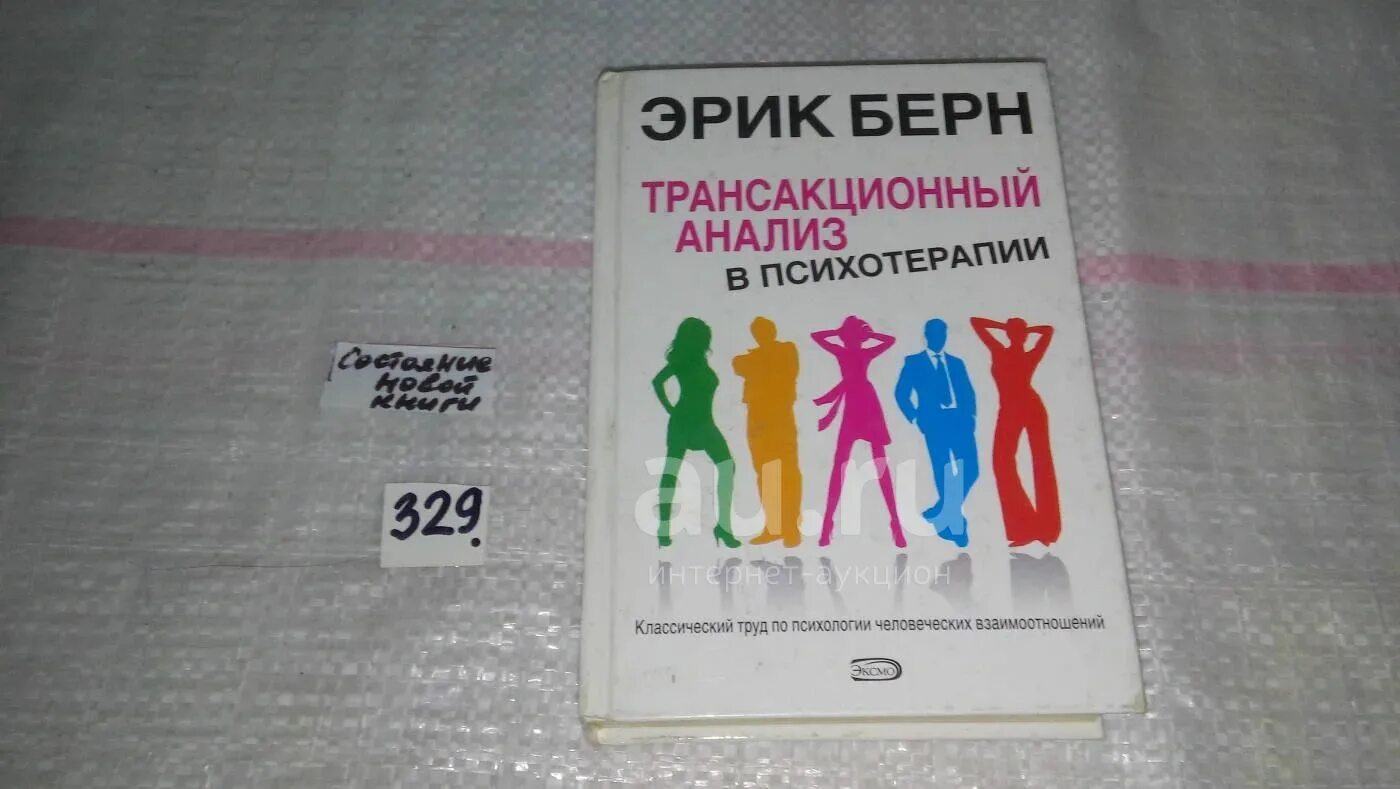 ЭРИК БЕРН
ТРАНСАКЦИОННЫЙ
АНАЛИЗ
В ПСИХОТЕРАПИИ
Состояние
новой
книги
329.
au.ru
интернет-аукцион
Классический труд по психологии человеческих взаимоотношений
ЭКСМО